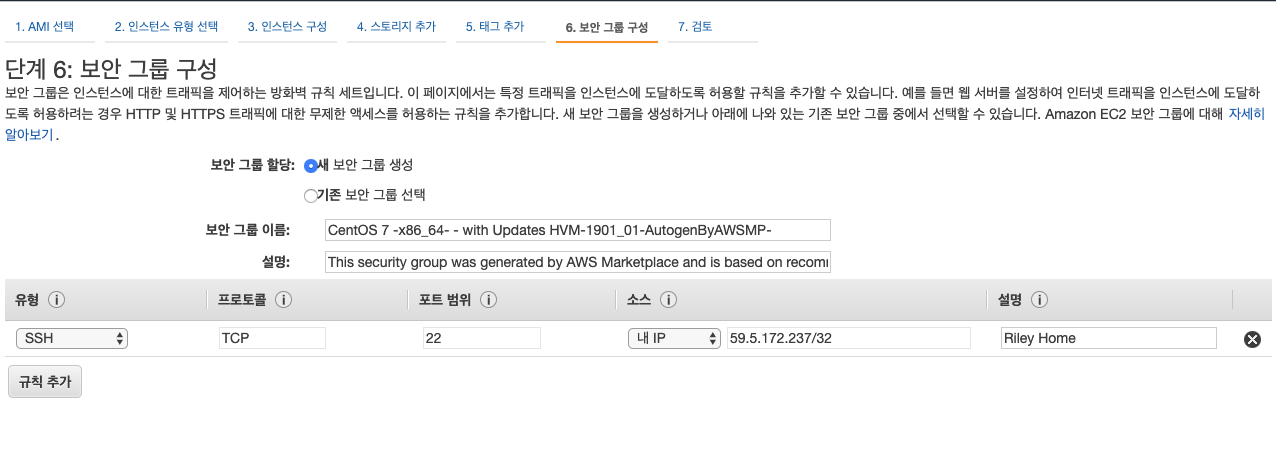 1. AMI 선택 2. 인스턴스 유형 선택 3. 인스턴스 구성 4. 스토리지 추가 5. 태그 추가 6. 보안 그룹 구성 7. 검토
단계 6: 보안 그룹 구성
보안 그룹은 인스턴스에 대한 트래픽을 제어하는 방화벽 규칙 세트입니다. 이 페이지에서는 특정 트래픽을 인스턴스에 도달하도록 허용할 규칙을 추가할 수 있습니다. 예를 들면 웹 서버를 설정하여 인터넷 트래픽을 인스턴스에 도달하
도록 허용하려는 경우 HTTP 및 HTTPS 트래픽에 대한 무제한 액세스를 허용하는 규칙을 추가합니다. 새 보안 그룹을 생성하거나 아래에 나와 있는 기존 보안 그룹 중에서 선택할 수 있습니다. Amazon EC2 보안 그룹에 대해 자세히
알아보기.
보안 그룹 할당: 새 보안 그룹 생성
기존 보안 그룹 선택
보안 그룹 이름: CentOS 7 -x86_64- - with Updates HVM-1901_01-AutogenByAWSMP-
설명: This security group was generated by AWS Marketplace and is based on recom
유형 i 프로토콜 i 포트 범위 i 소스 i 설명 i
SSH TCP 22 내 IP 59.5.172.237/32 Riley Home
규칙 추가